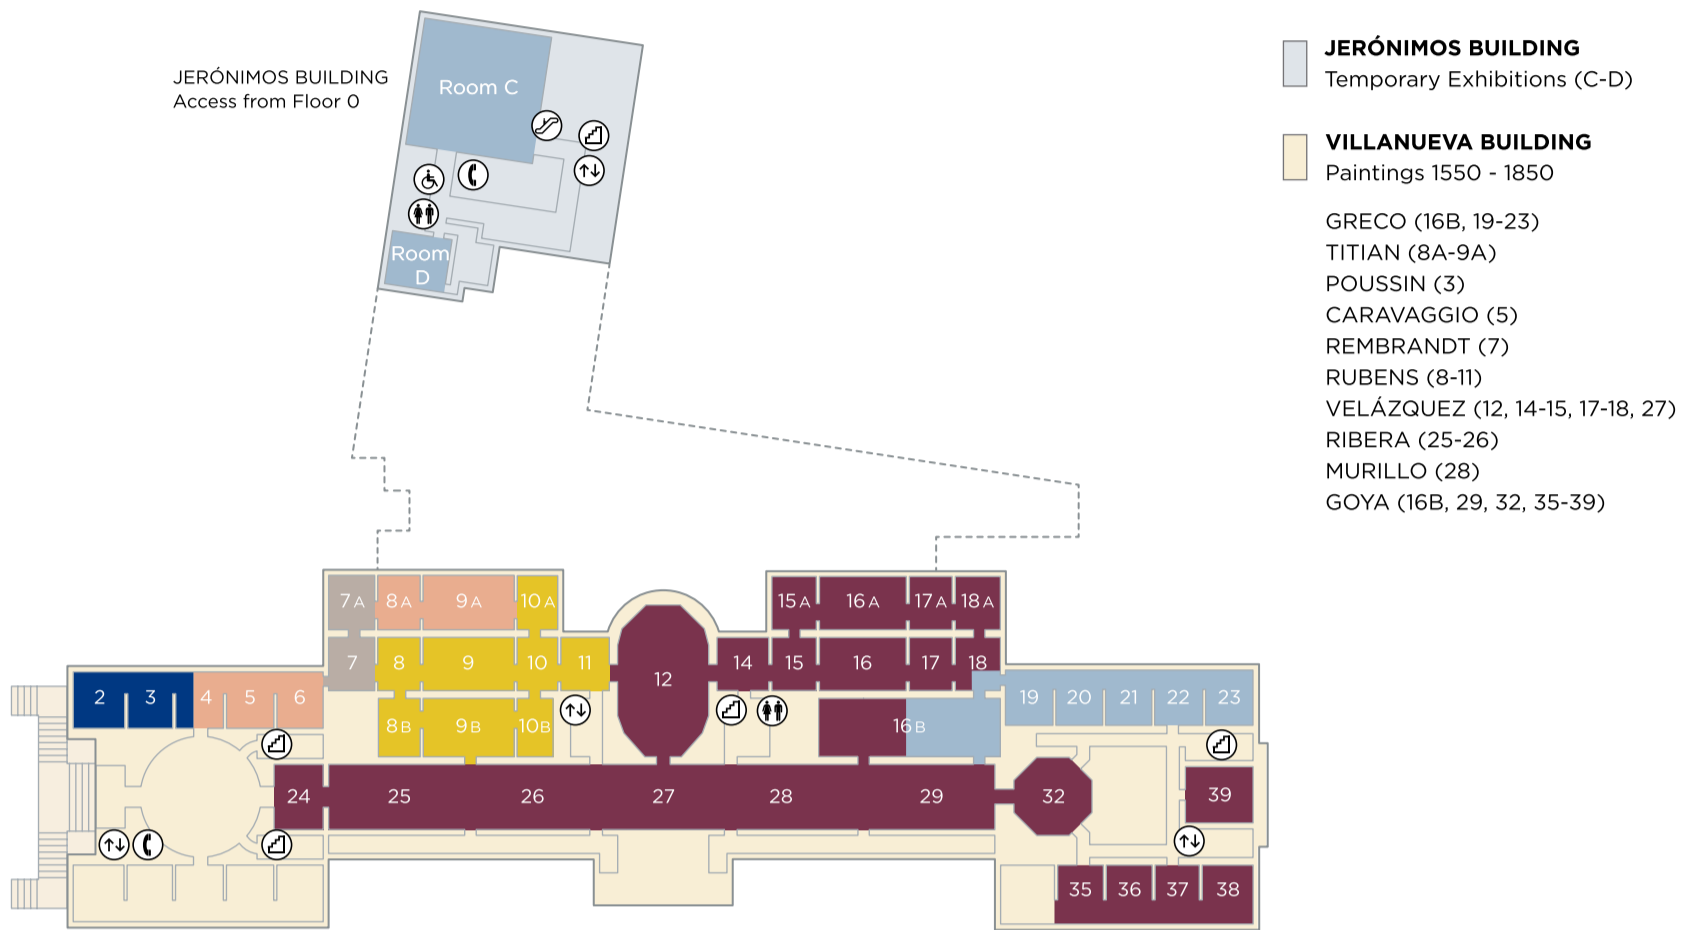 JERÓNIMOS BUILDING
Access from Floor 0
Room C
Room
D
JERÓNIMOS BUILDING
Temporary Exhibitions (C-D)
VILLANUEVA BUILDING
Paintings 1550 - 1850
GRECO (16B, 19-23)
TITIAN (8A-9A)
POUSSIN (3)
CARAVAGGIO (5)
REMBRANDT (7)
RUBENS (8-11)
VELÁZQUEZ (12, 14-15, 17-18, 27)
RIBERA (25-26)
MURILLO (28)
GOYA (16B, 29, 32, 35-39)
7A 8A 9A 10A 15A 16A 17A 18A
7 8 9 10 11 12 14 15 16 17 18
2 3 4 5 6 19 20 21 22 23
8B 9B 10B 16B
24 25 26 27 28 29 32 39
35 36 37 38